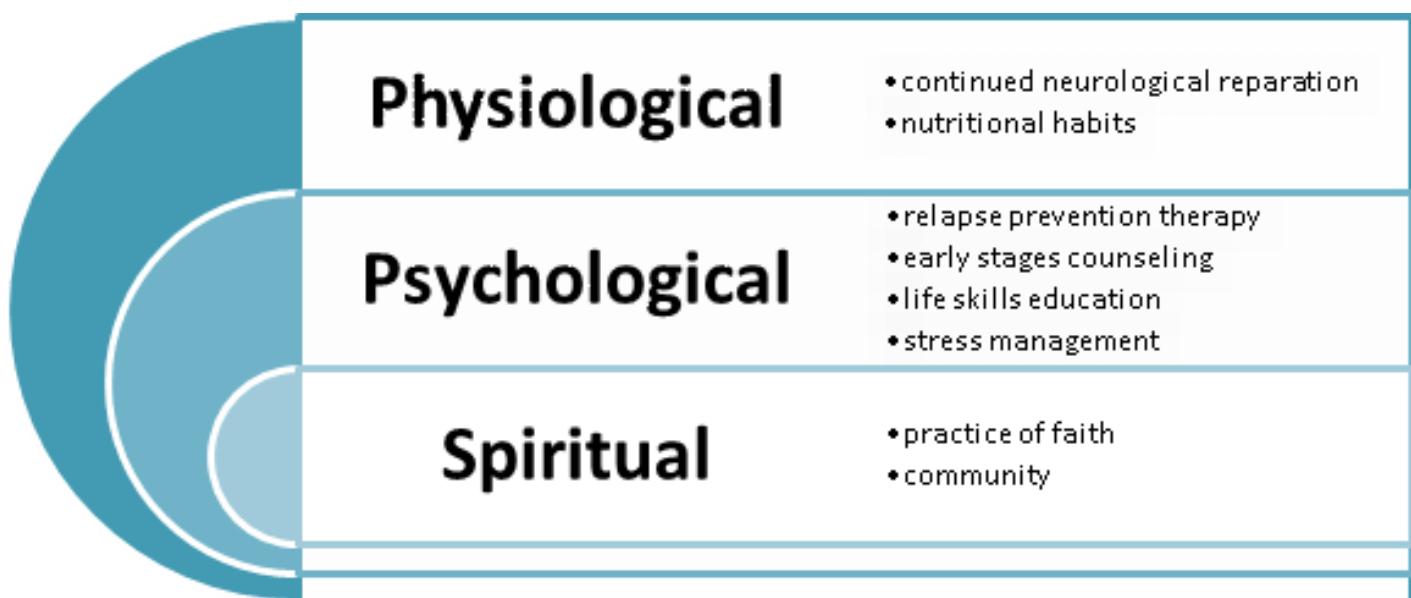 Physiological
•continued neurological reparation
•nutritional habits
Psychological
•relapse prevention therapy
•early stages counseling
•life skills education
•stress management
Spiritual
•practice of faith
•community